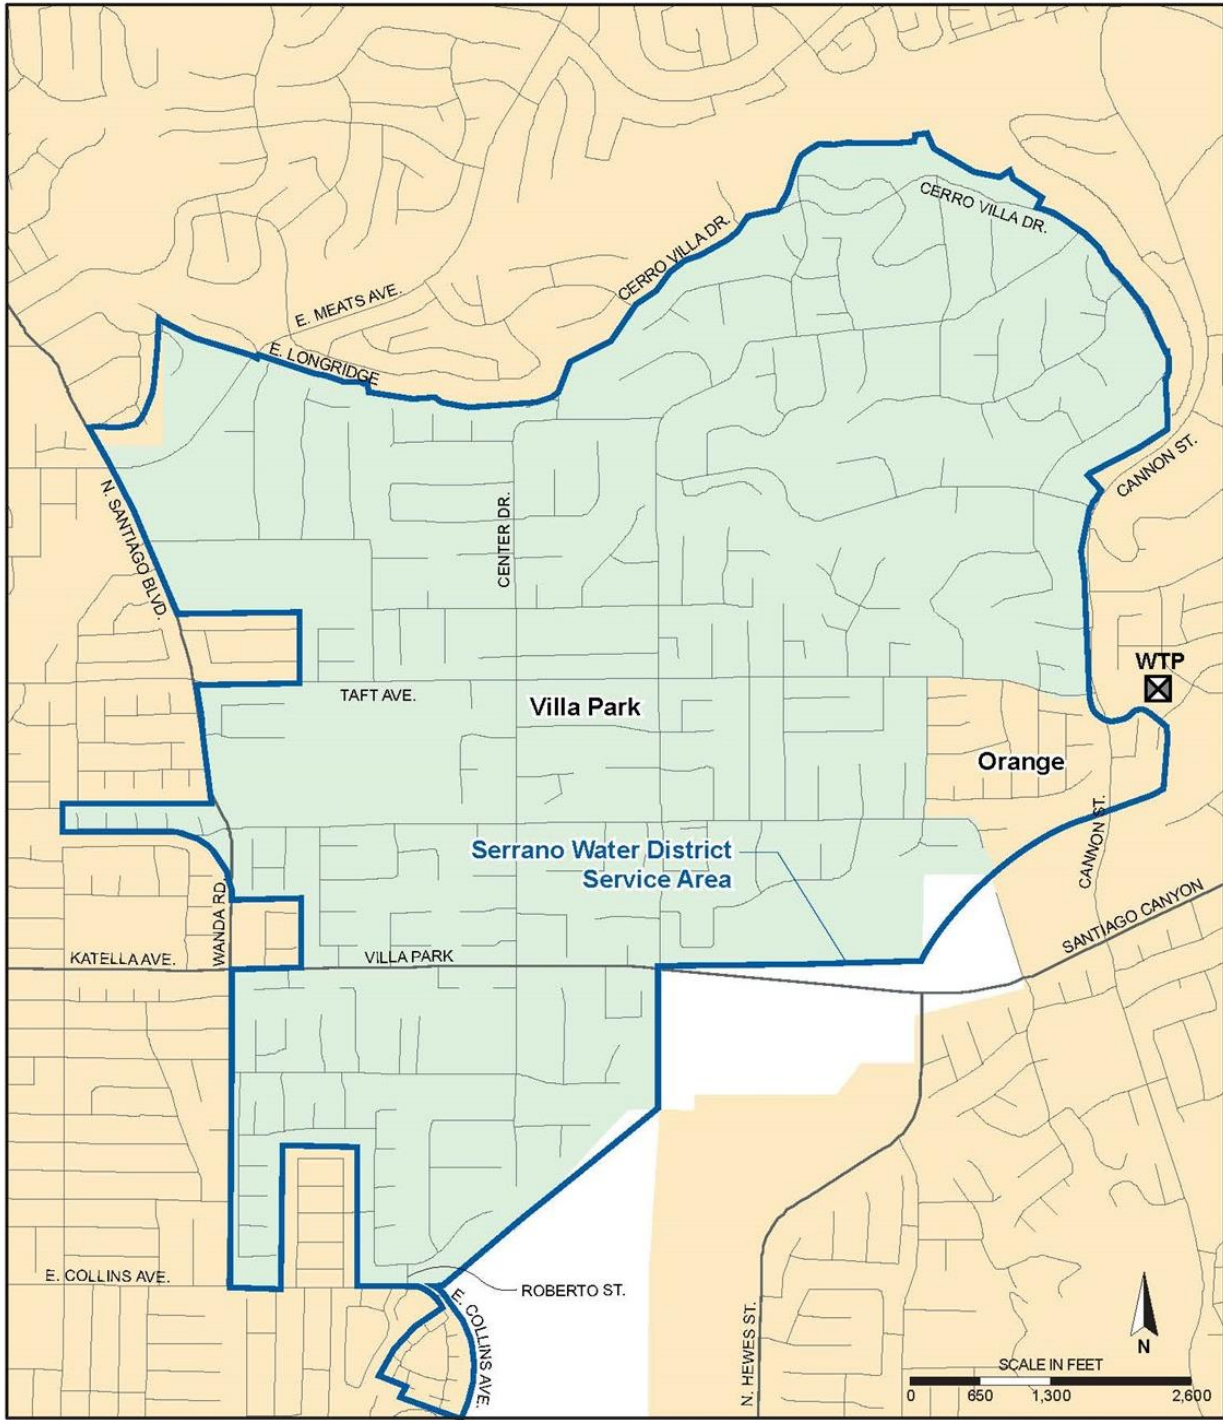 CERRO VILLA DR.
CERRO VILLA DR.
E. MEATS AVE.
E. LONGRIDGE
CANNON ST.
N. SANTIAGO BLVD.
CENTER DR.
WTP
TAFT AVE.
Villa Park
Orange
CANNON ST.
Serrano Water District
Service Area
WANDA RD.
SANTIAGO CANYON
KATELLA AVE.
VILLA PARK
E. COLLINS AVE.
ROBERTO ST.
E. COLLINS AVE.
N. HEWES ST.
N
SCALE IN FEET
0 650 1,300 2,600